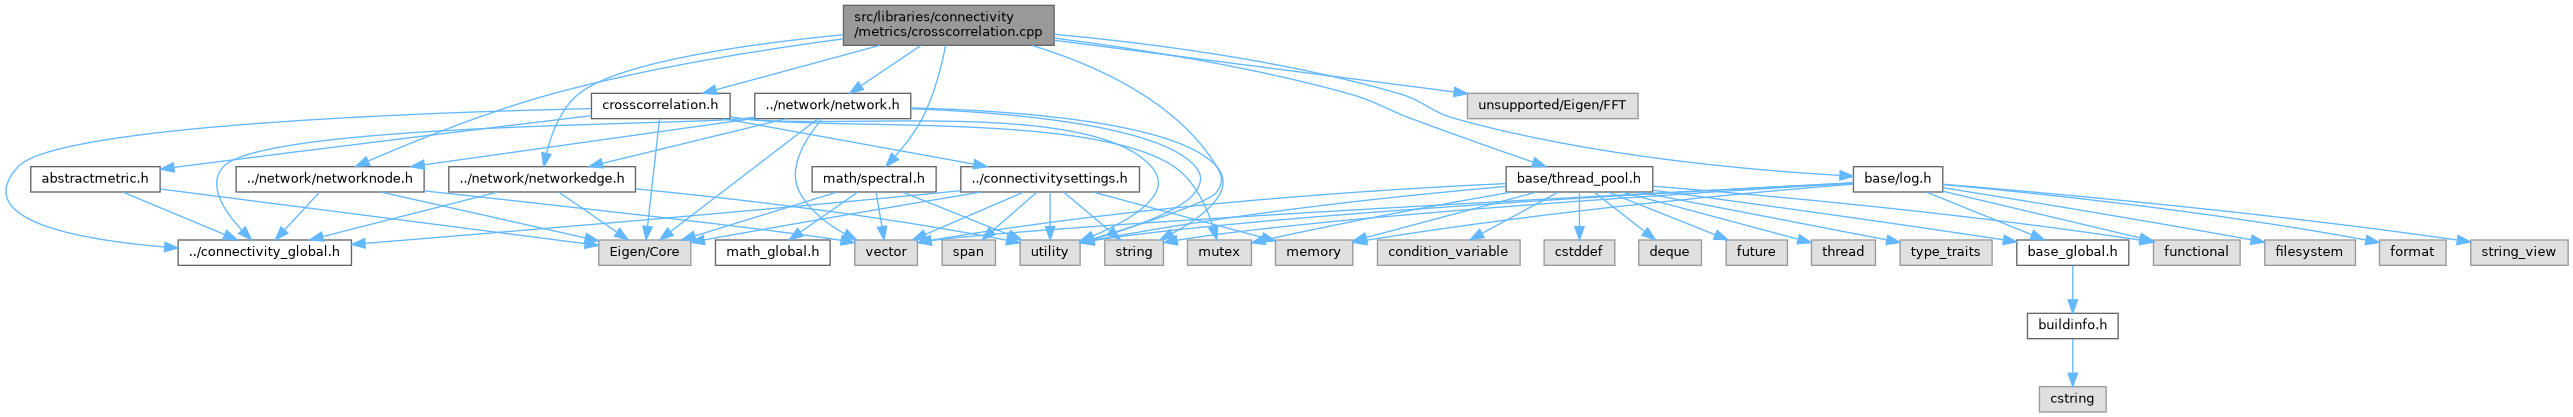 src/libraries/connectivity
/metrics/crosscorrelation.cpp
crosscorrelation.h
../network/network.h
unsupported/Eigen/FFT
abstractmetric.h
../network/networknode.h
../network/networkedge.h
math/spectral.h
../connectivitysettings.h
base/thread_pool.h
base/log.h
../connectivity_global.h
Eigen/Core
math_global.h
vector
span
utility
string
mutex
memory
condition_variable
cstddef
deque
future
thread
type_traits
base_global.h
functional
filesystem
format
string_view
buildinfo.h
cstring